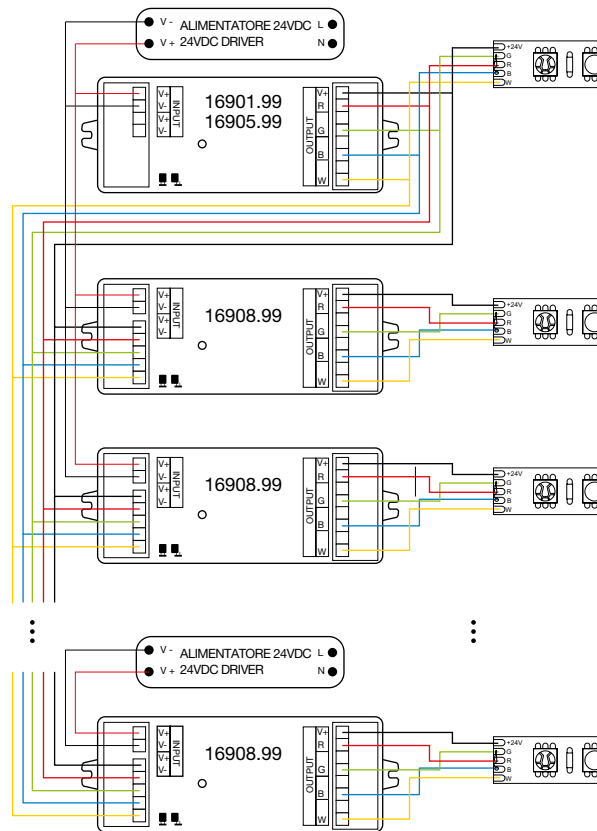 V - ALIMENTATORE 24VDC L
V + 24VDC DRIVER N
+24V
G
R
B
W
V+
V-
V+
V-
INPUT
16901.99
16905.99
OUTPUT
V+
R
G
B
W
V+
V-
V+
V-
INPUT
16908.99
OUTPUT
V+
R
G
B
W
+24V
G
R
B
W
V+
V-
V+
V-
INPUT
16908.99
OUTPUT
V+
R
G
B
W
+24V
G
R
B
W
V - ALIMENTATORE 24VDC L
V + 24VDC DRIVER N
V+
V-
V+
V-
INPUT
16908.99
OUTPUT
V+
R
G
B
W
+24V
G
R
B
W